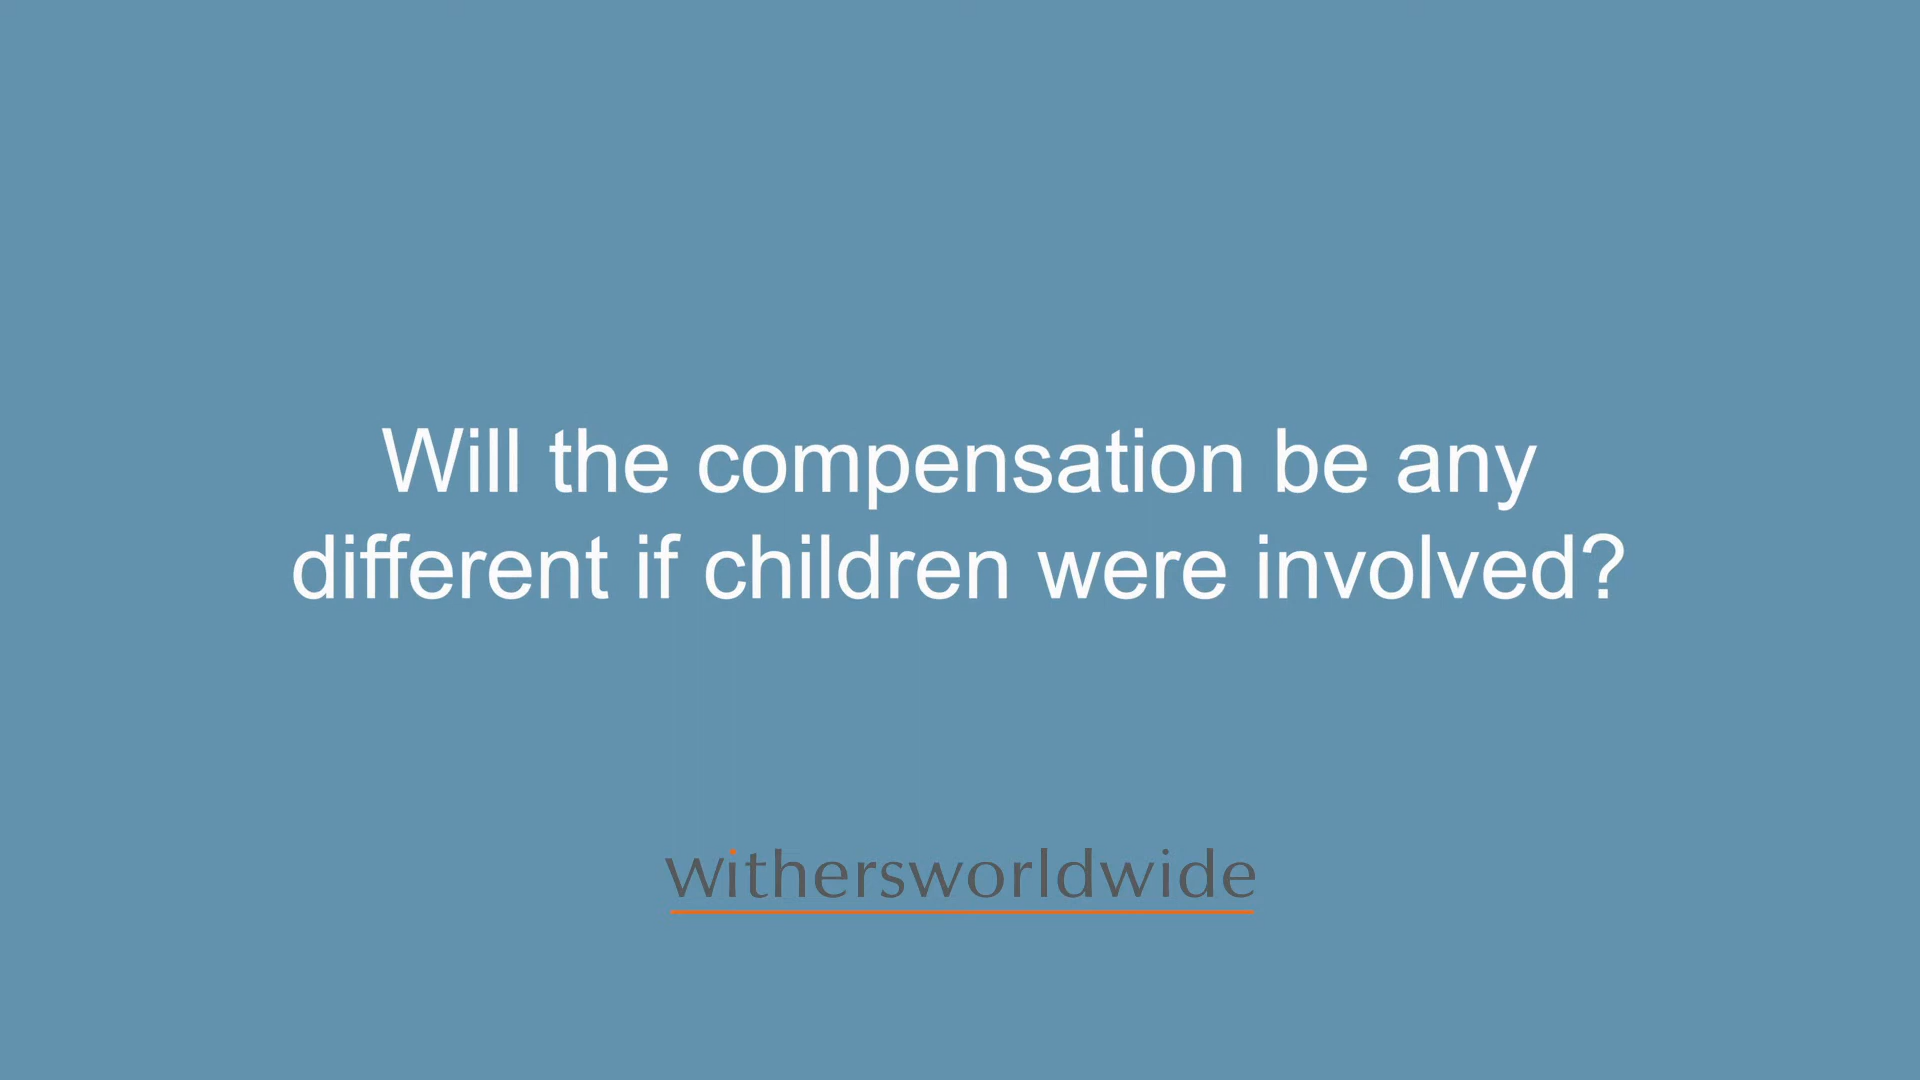 Will the compensation be any
different if children were involved?
withersworldwide